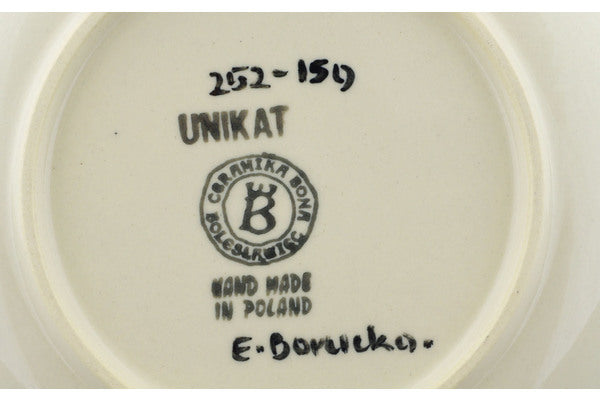 252-159
UNIKAT
CERAMIKA BONA
B
BOLESŁAWIEC
HAND MADE
IN POLAND
E. Borucka.